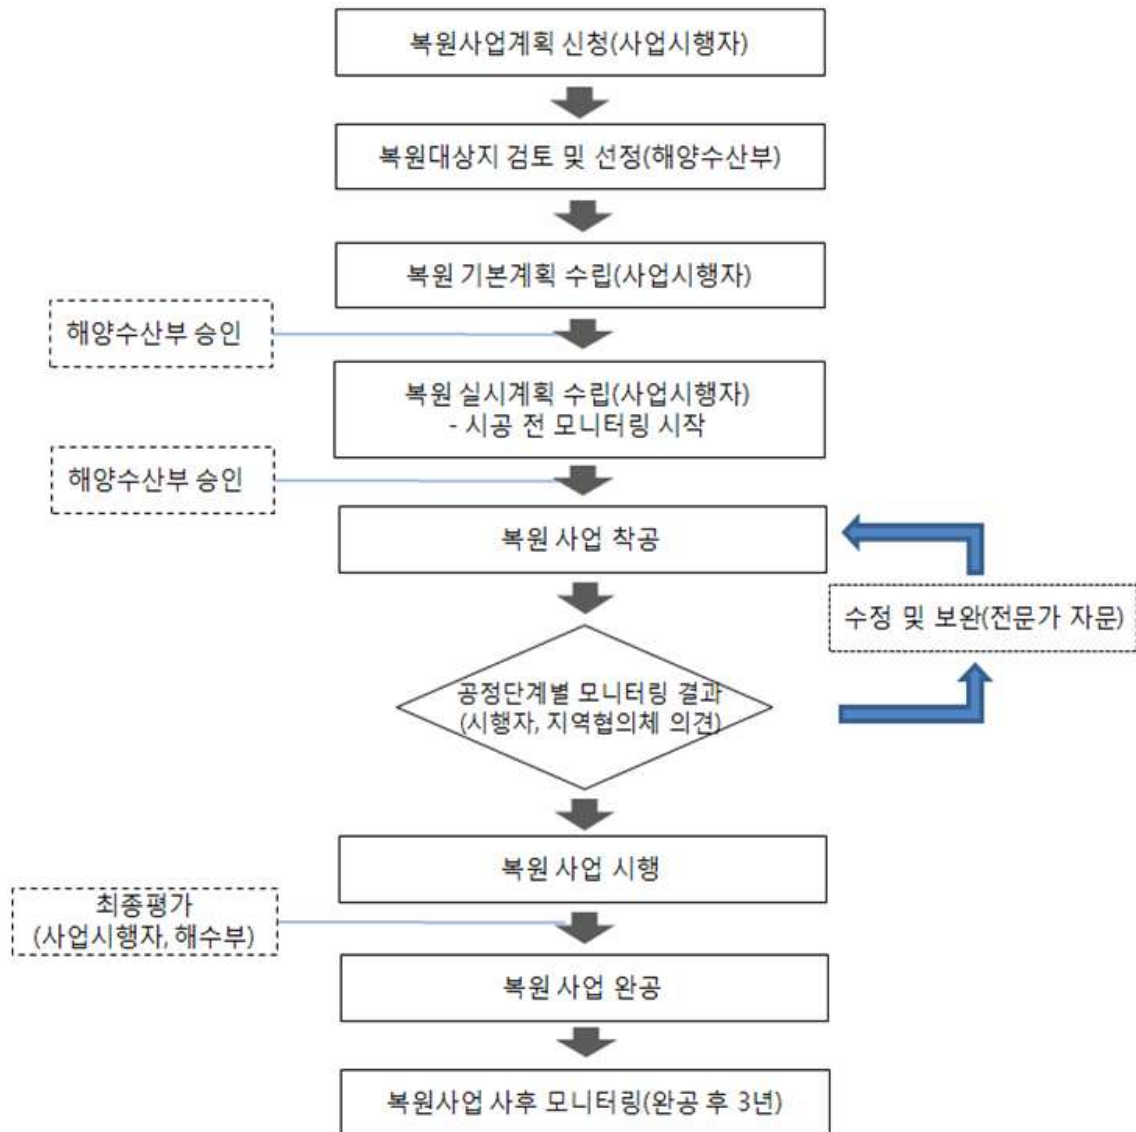 복원사업계획 신청(사업시행자)
복원대상지 검토 및 선정(해양수산부)
복원 기본계획 수립(사업시행자)
해양수산부 승인
복원 실시계획 수립(사업시행자)
- 시공 전 모니터링 시작
해양수산부 승인
복원 사업 착공
수정 및 보완(전문가 자문)
공정단계별 모니터링 결과
(시행자, 지역협의체 의견)
복원 사업 시행
최종평가
(사업시행자, 해수부)
복원 사업 완공
복원사업 사후 모니터링(완공 후 3년)